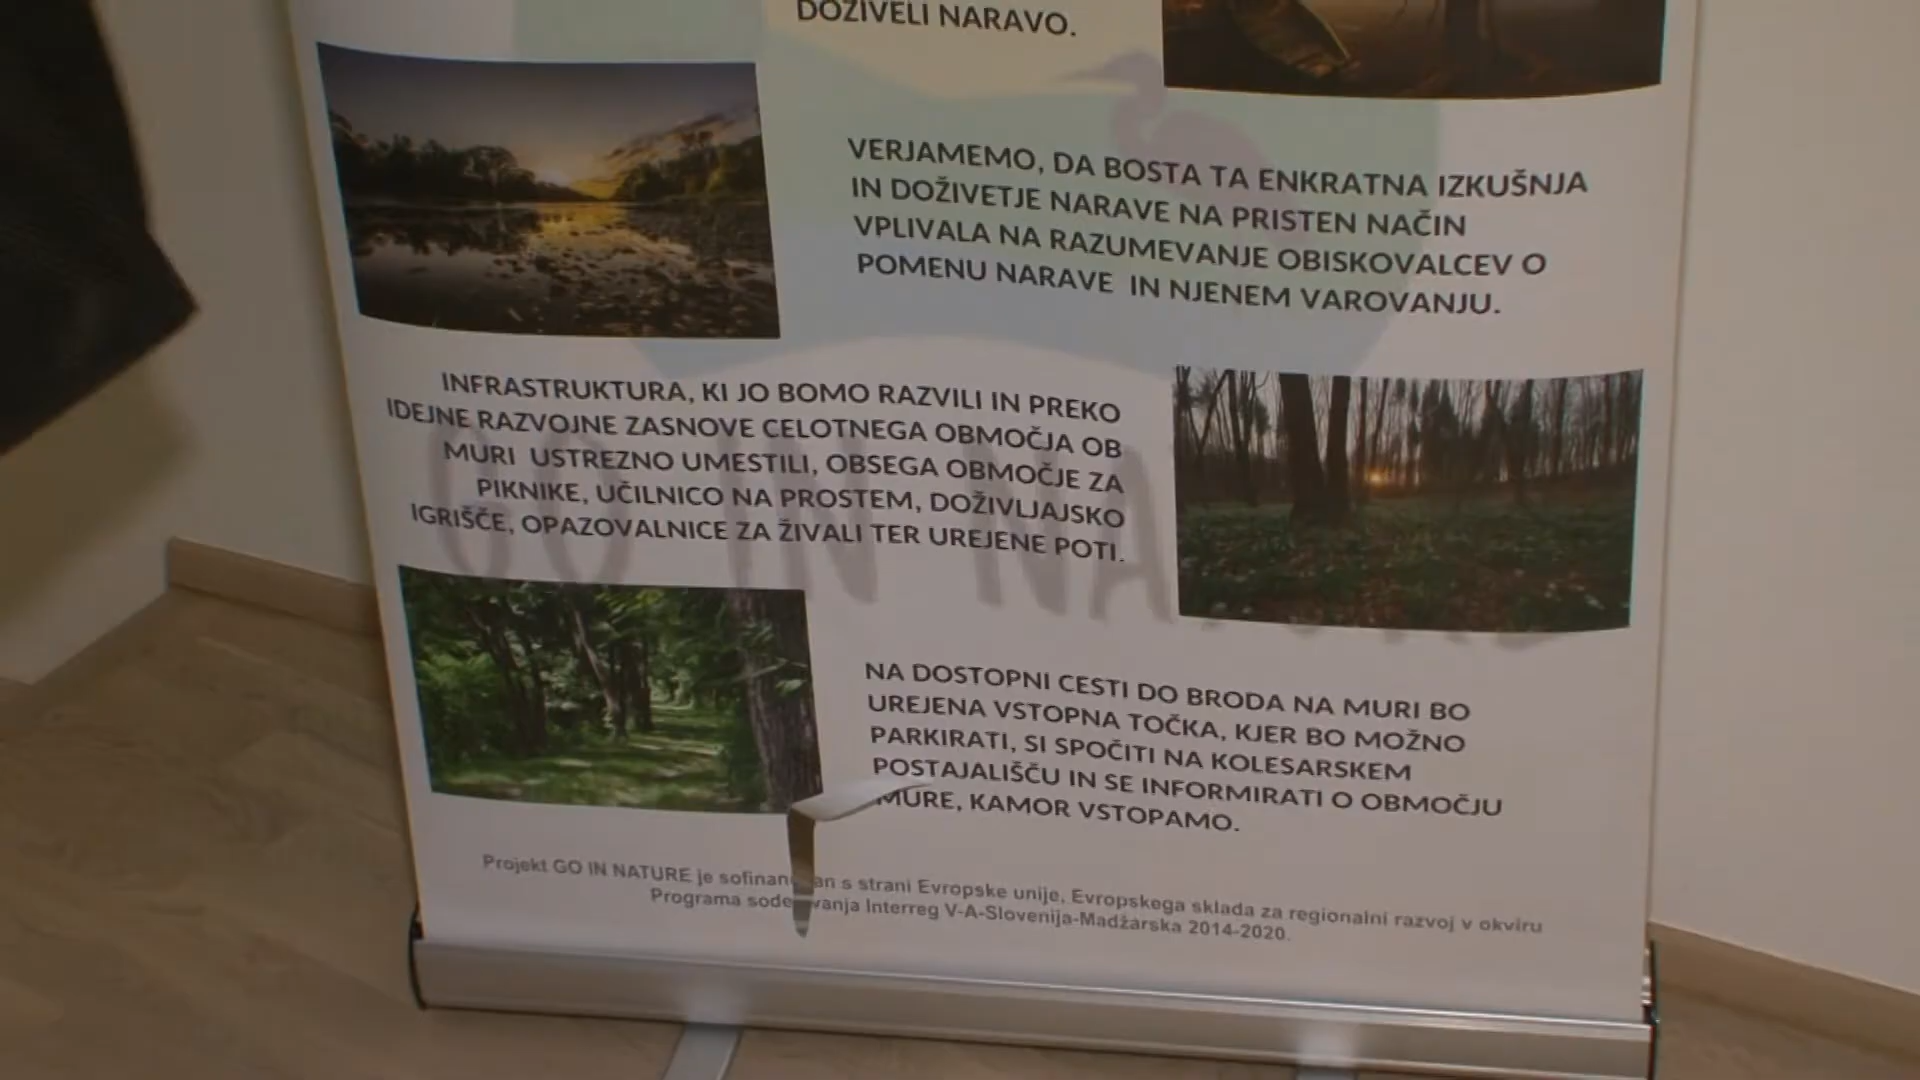 DOŽIVELI NARAVO.
VERJAMEMO, DA BOSTA TA ENKRATNA IZKUŠNJA
IN DOŽIVETJE NARAVE NA PRISTEN NAČIN
VPLIVALA NA RAZUMEVANJE OBISKOVALCEV O
POMENU NARAVE IN NJENEM VAROVANJU.
INFRASTRUKTURA, KI JO BOMO RAZVILI IN PREKO
IDEJNE RAZVOJNE ZASNOVE CELOTNEGA OBMOČJA OB
MURI USTREZNO UMESTILI, OBSEGA OBMOČJE ZA
PIKNIKE, UČILNICO NA PROSTEM, DOŽIVLJAJSKO
IGRIŠČE, OPAZOVALNICE ZA ŽIVALI TER UREJENE POTI.
GO IN NA
NA DOSTOPNI CESTI DO BRODA NA MURI BO
UREJENA VSTOPNA TOČKA, KJER BO MOŽNO
PARKIRATI, SI SPOČITI NA KOLESARSKEM
POSTAJALIŠČU IN SE INFORMIRATI O OBMOČJU
MURE, KAMOR VSTOPAMO.
Projekt GO IN NATURE je sofinanciran s strani Evropske unije, Evropskega sklada za regionalni razvoj v okviru
Programa sodelovanja Interreg V-A-Slovenija-Madžarska 2014-2020.